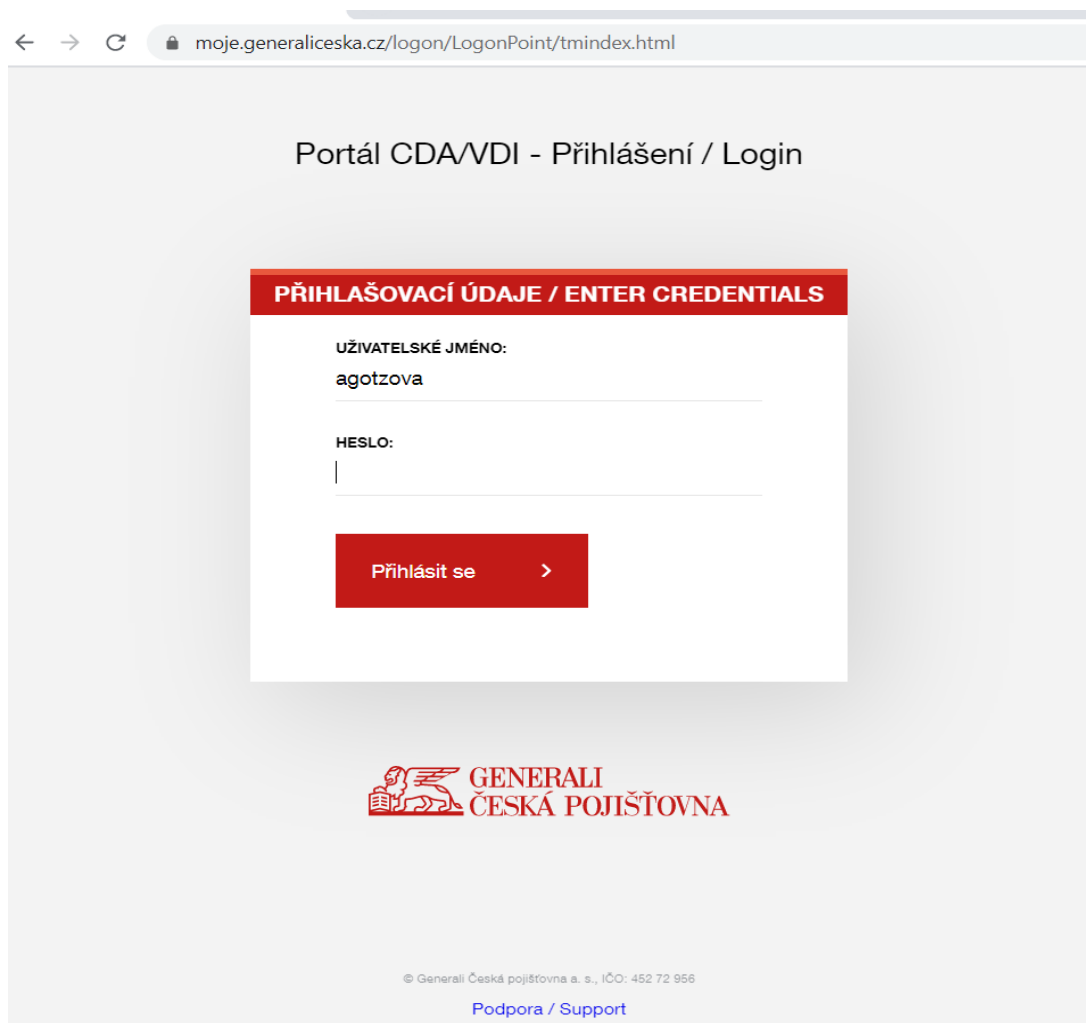 moje.generaliceska.cz/logon/LogonPoint/tmindex.html
Portál CDA/VDI - Přihlášení / Login
PŘIHLAŠOVACÍ ÚDAJE / ENTER CREDENTIALS
UŽIVATELSKÉ JMÉNO:
agotzova
HESLO:
Přihlásit se
GENERALI
ČESKÁ POJIŠŤOVNA
© Generali Česká pojišťovna a. s., IČO: 452 72 956
Podpora / Support